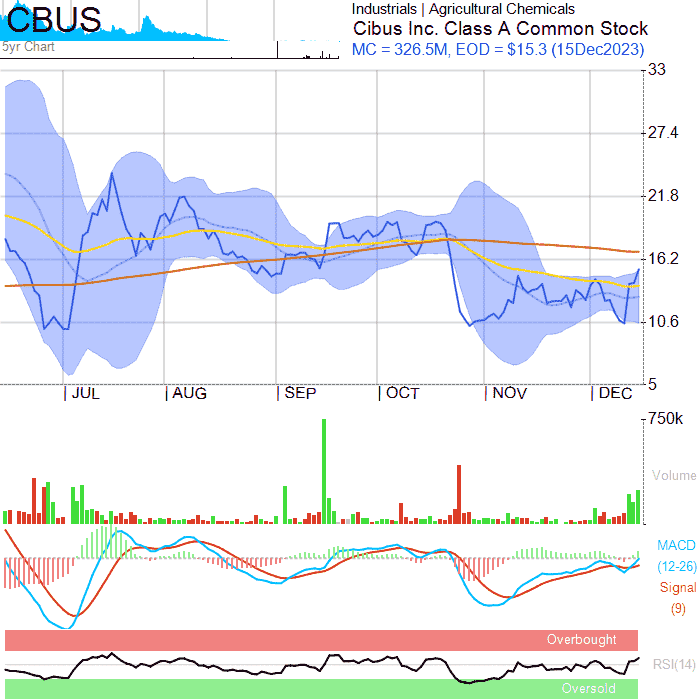 CBUS
5yr Chart
Industrials | Agricultural Chemicals
Cibus Inc. Class A Common Stock
MC = 326.5M, EOD = $15.3 (15Dec2023)
33
27.4
21.8
16.2
10.6
5
JUL
AUG
SEP
OCT
NOV
DEC
750k
Volume
MACD
(12-26)
Signal
(9)
Overbought
RSI(14)
Oversold